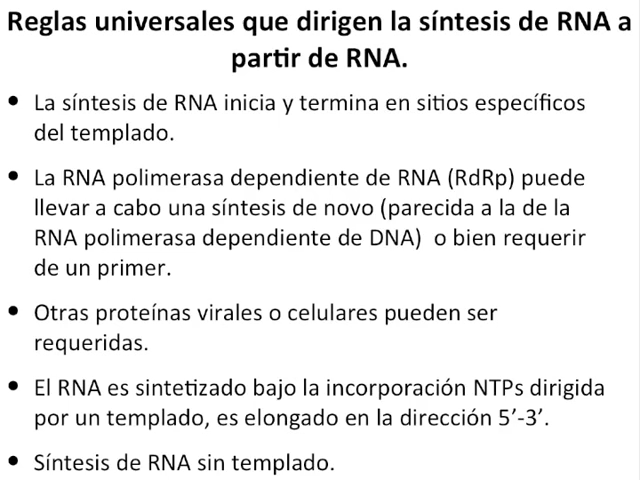 Reglas universales que dirigen la síntesis de RNA a
partir de RNA.
• La síntesis de RNA inicia y termina en sitios específicos
del templado.
• La RNA polimerasa dependiente de RNA (RdRp) puede
llevar a cabo una síntesis de novo (parecida a la de la
RNA polimerasa dependiente de DNA) o bien requerir
de un primer.
• Otras proteínas virales o celulares pueden ser
requeridas.
• El RNA es sintetizado bajo la incorporación NTPs dirigida
por un templado, es elongado en la dirección 5’-3’.
• Síntesis de RNA sin templado.